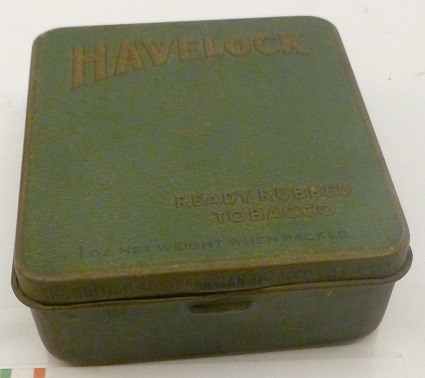 HAVELOCK
READY RUBBED
TOBACCO
1 OZ NET WEIGHT WHEN PACKED